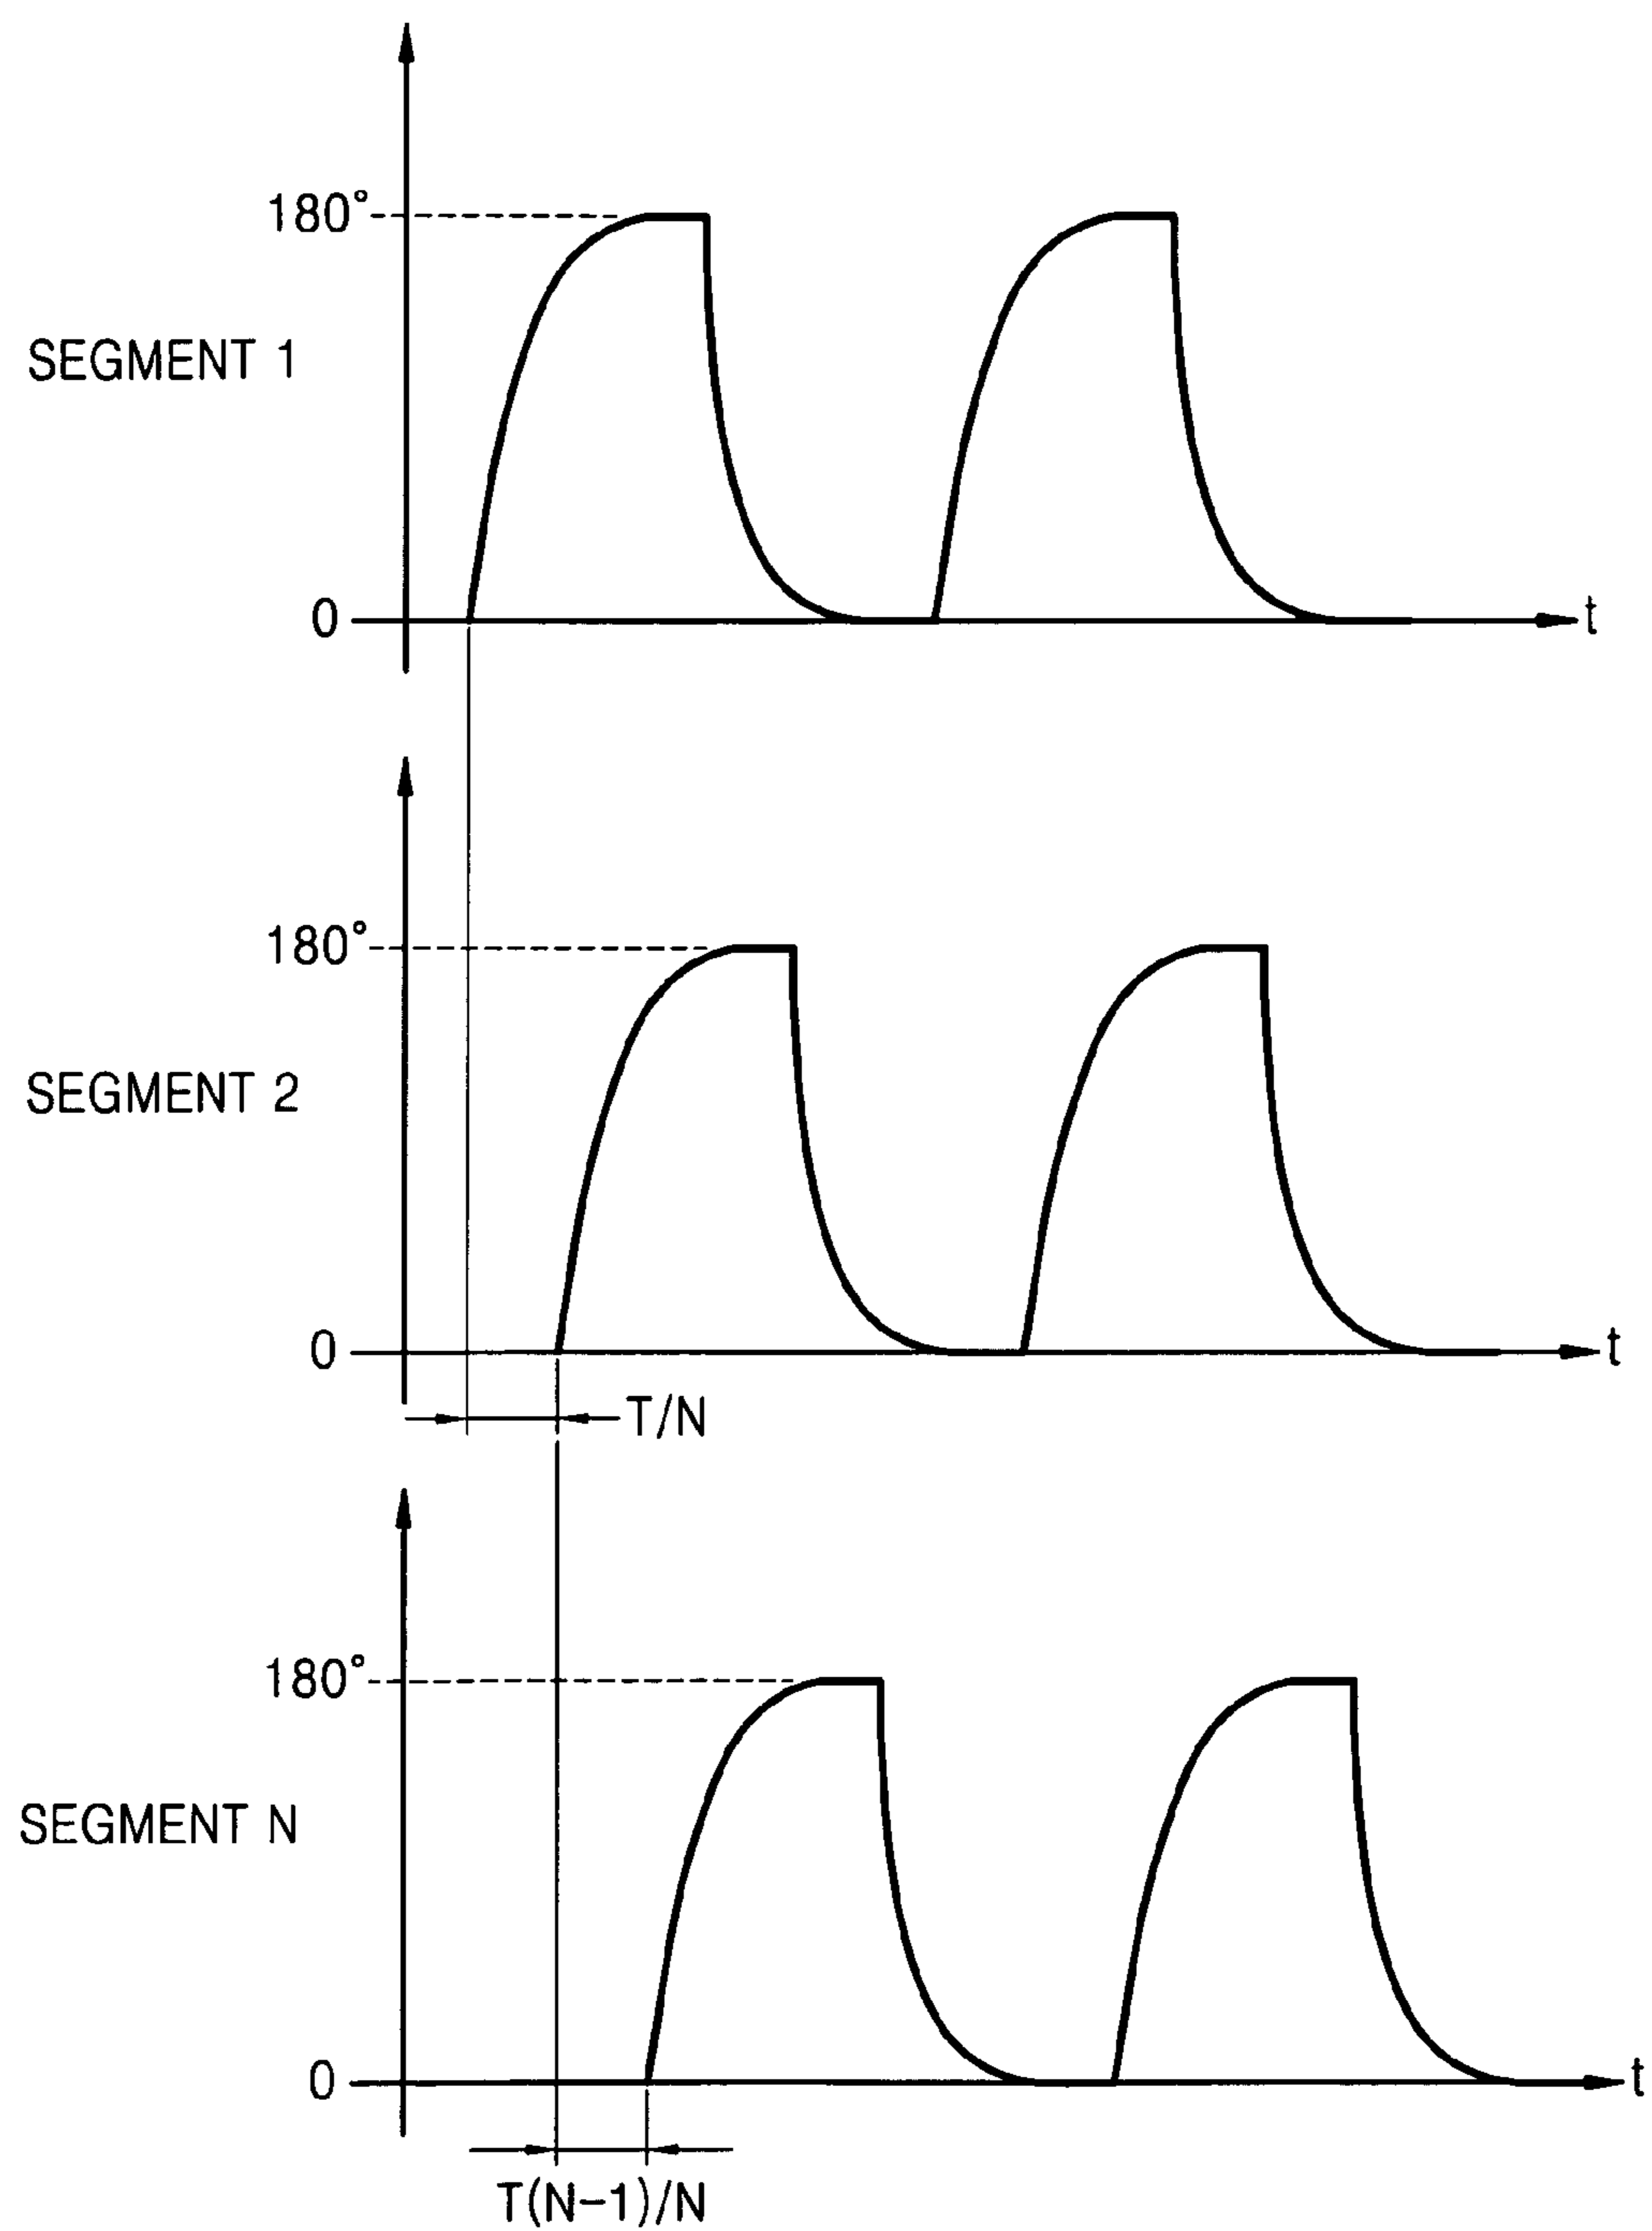 180°
SEGMENT 1
0
t
180°
SEGMENT 2
0
t
T/N
180°
SEGMENT N
0
t
T(N-1)/N